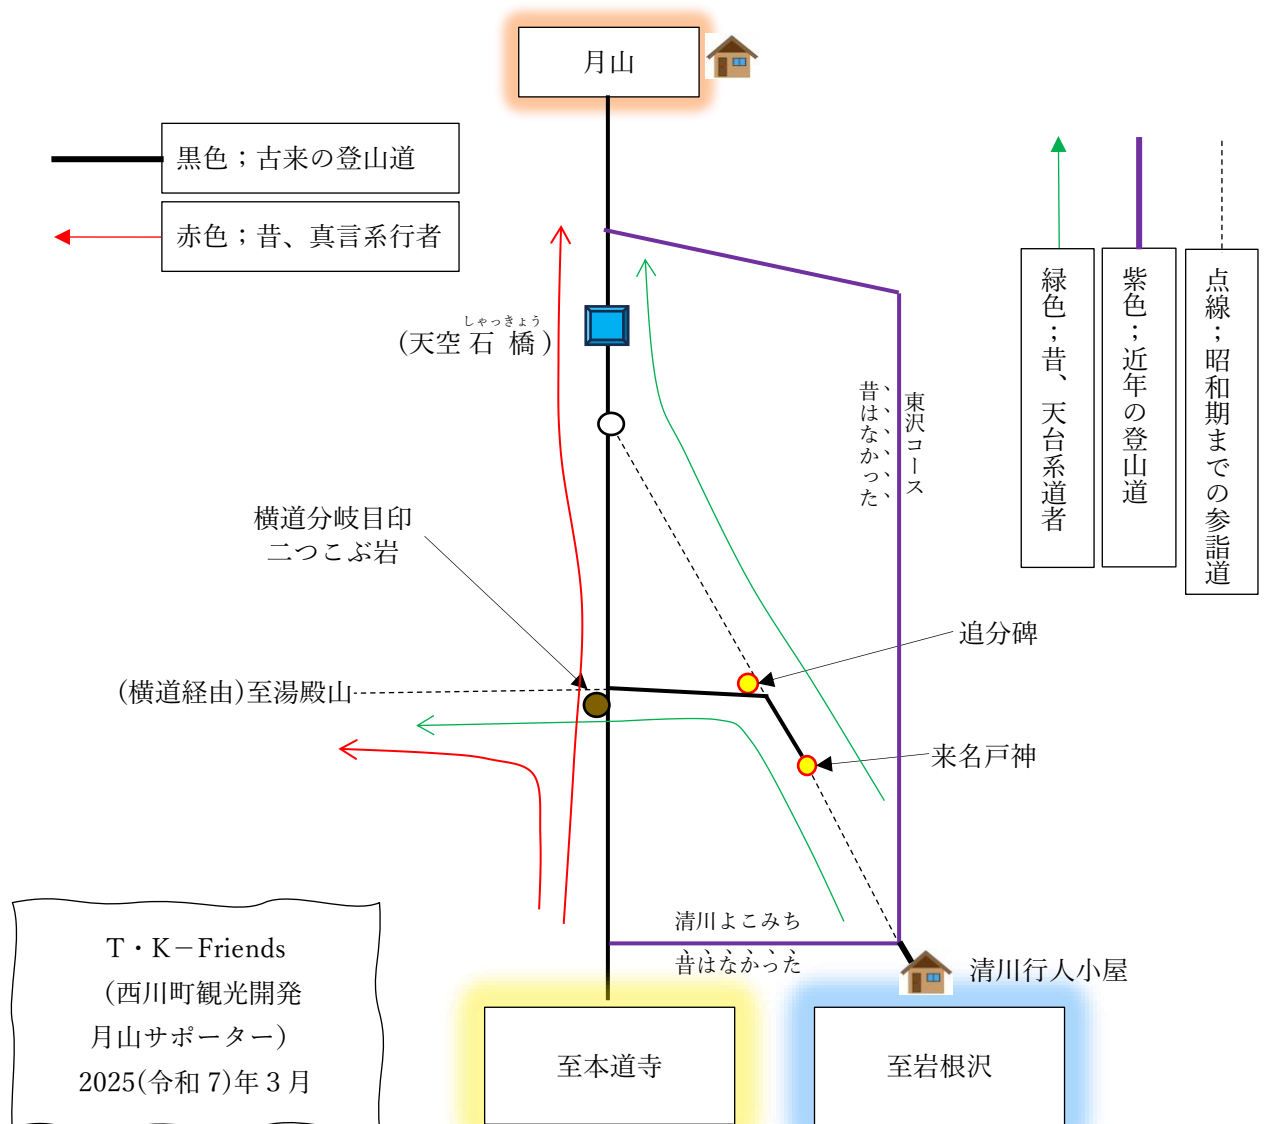 月山
黒色；古来の登山道
赤色；昔、真言系行者
緑色；昔、天台系道者
紫色；近年の登山道
点線；昭和期までの参詣道
しゃっきょう
(天空 石 橋)
東沢コース
昔はなかった
横道分岐目印
二つこぶ岩
追分碑
(横道経由)至湯殿山
来名戸神
清川よこみち
昔はなかった
清川行人小屋
至本道寺
至岩根沢
T・K－Friends
（西川町観光開発
月山サポーター）
2025(令和 7)年３月